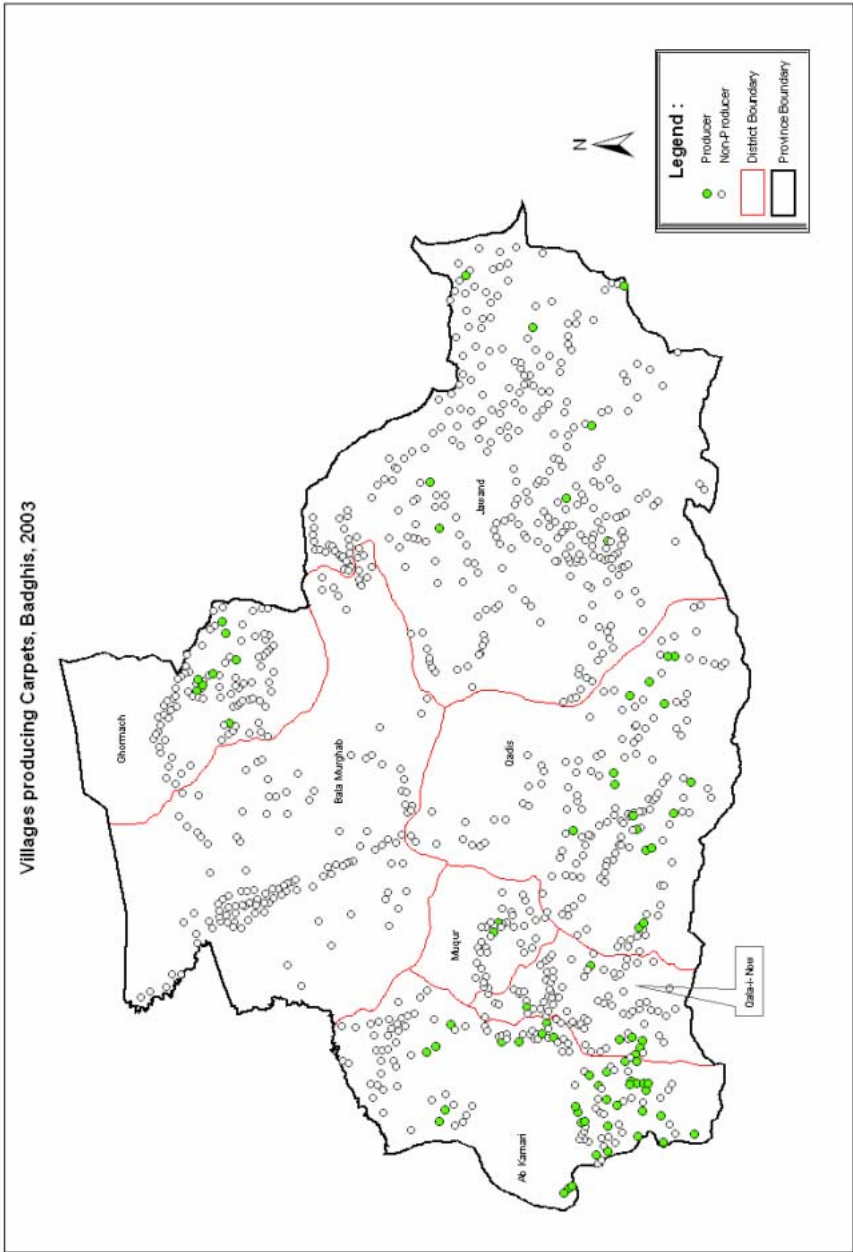 Villages producing Carpets, Badghis, 2003
Ghormach
Bala Murghab
Jawand
Qadis
Muqur
Ab Kamari
Qala-i- Now
N
Legend :
Producer
Non-Producer
District Boundary
Province Boundary